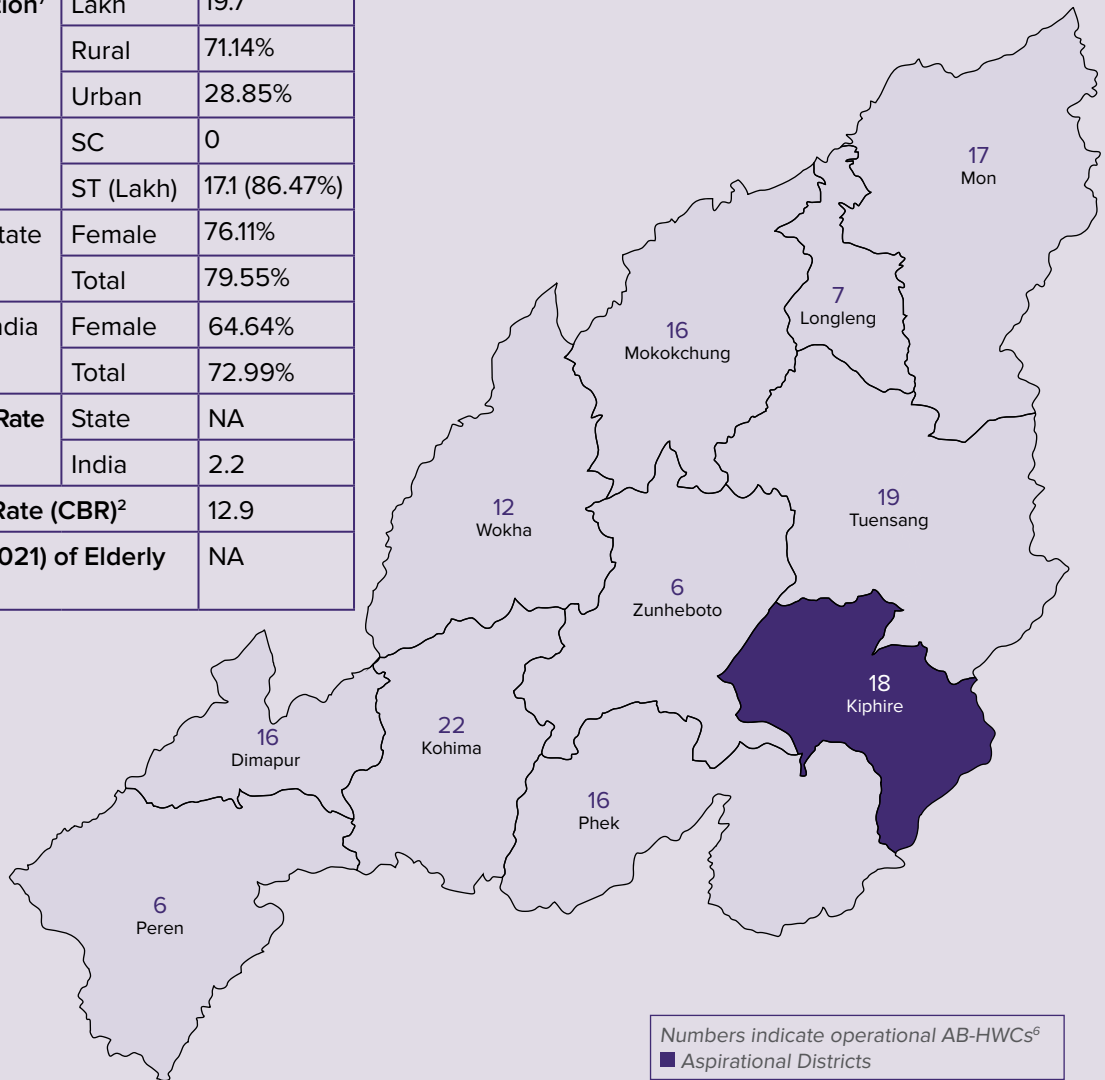 Lakh 19.7
Rural 71.14%
Urban 28.85%
SC 0
ST (Lakh) 17.1 (86.47%)
Female 76.11%
Total 79.55%
Female 64.64%
Total 72.99%
Rate State NA
India 2.2
Rate (CBR)²
12.9
of Elderly
NA
17
Mon
7
Longleng
16
Mokokchung
19
Tuensang
12
Wokha
6
Zunheboto
18
Kiphire
22
Kohima
16
Dimapur
16
Phek
6
Peren
Numbers indicate operational AB-HWCs⁶
Aspirational Districts